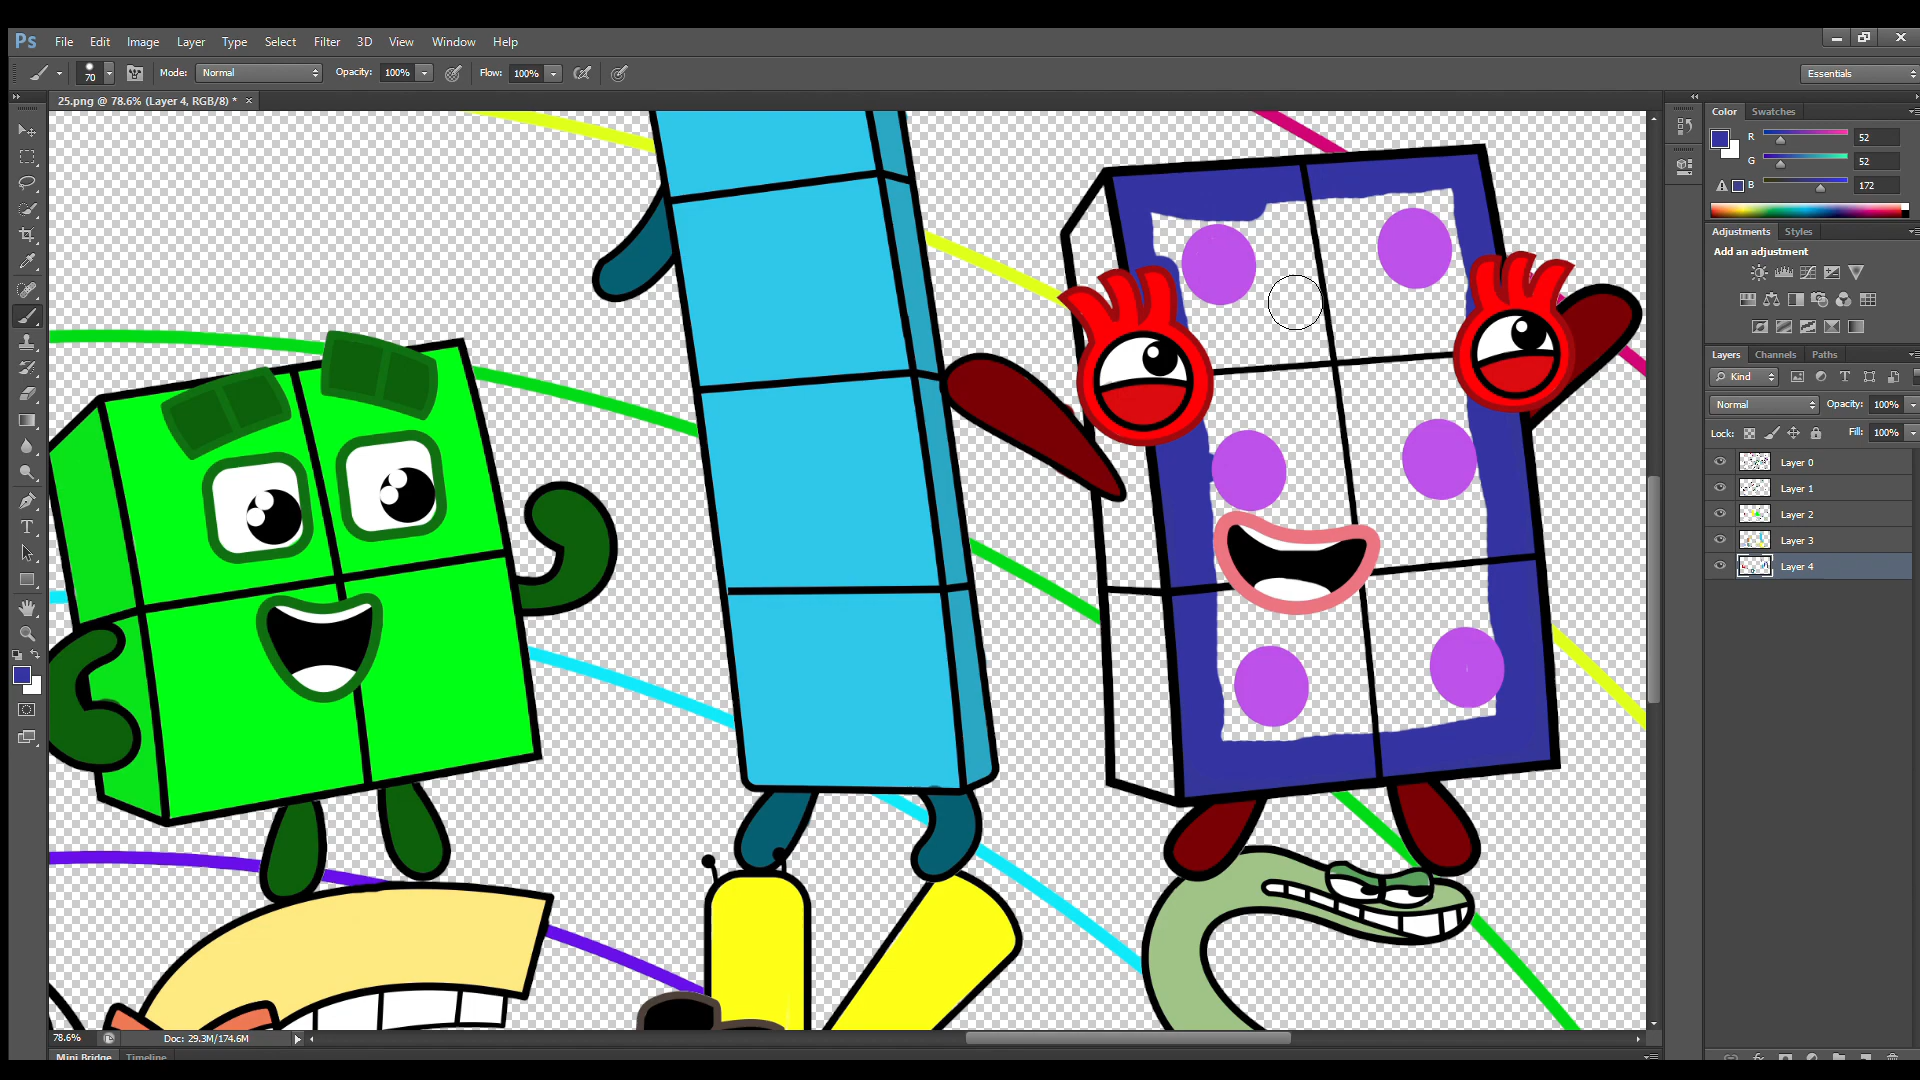 Ps File Edit Image Layer Type Select Filter 3D View Window Help
70 Mode: Normal Opacity: 100% Flow: 100% Essentials
25.png @ 78.6% (Layer 4, RGB/8) * ×
Color Swatches
R 52
G 52
B 172
Adjustments Styles
Add an adjustment
Layers Channels Paths
Kind
Normal Opacity: 100%
Lock: Fill: 100%
Layer 0
Layer 1
Layer 2
Layer 3
Layer 4
78.6% Doc: 29.3M/174.6M
Mini Bridge Timeline